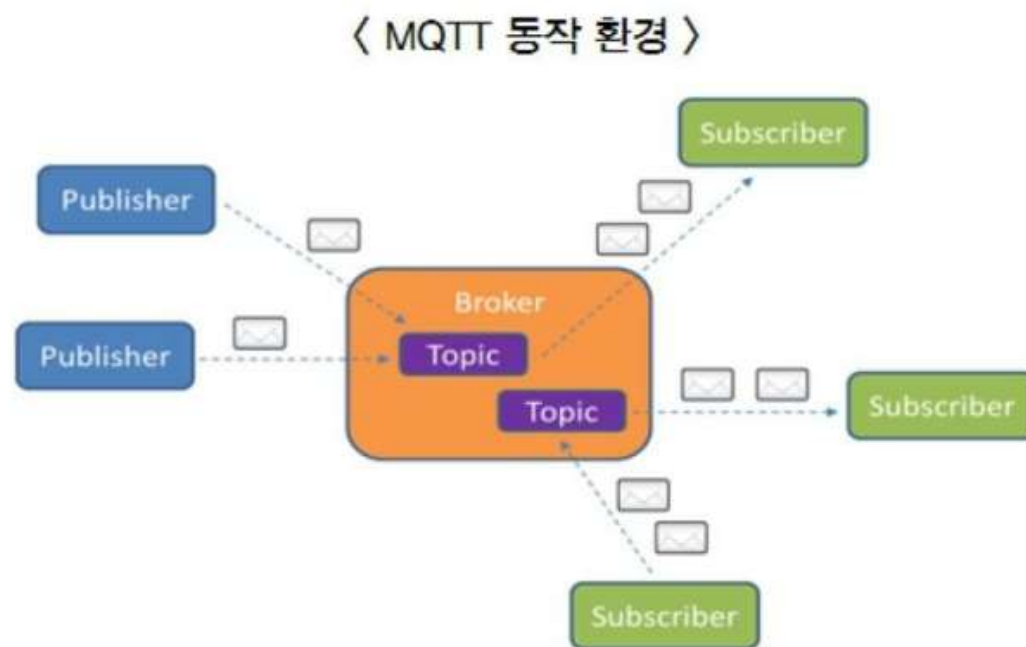 〈 MQTT 동작 환경 〉
Subscriber
Publisher
Broker
Publisher
Topic
Topic
Subscriber
Subscriber